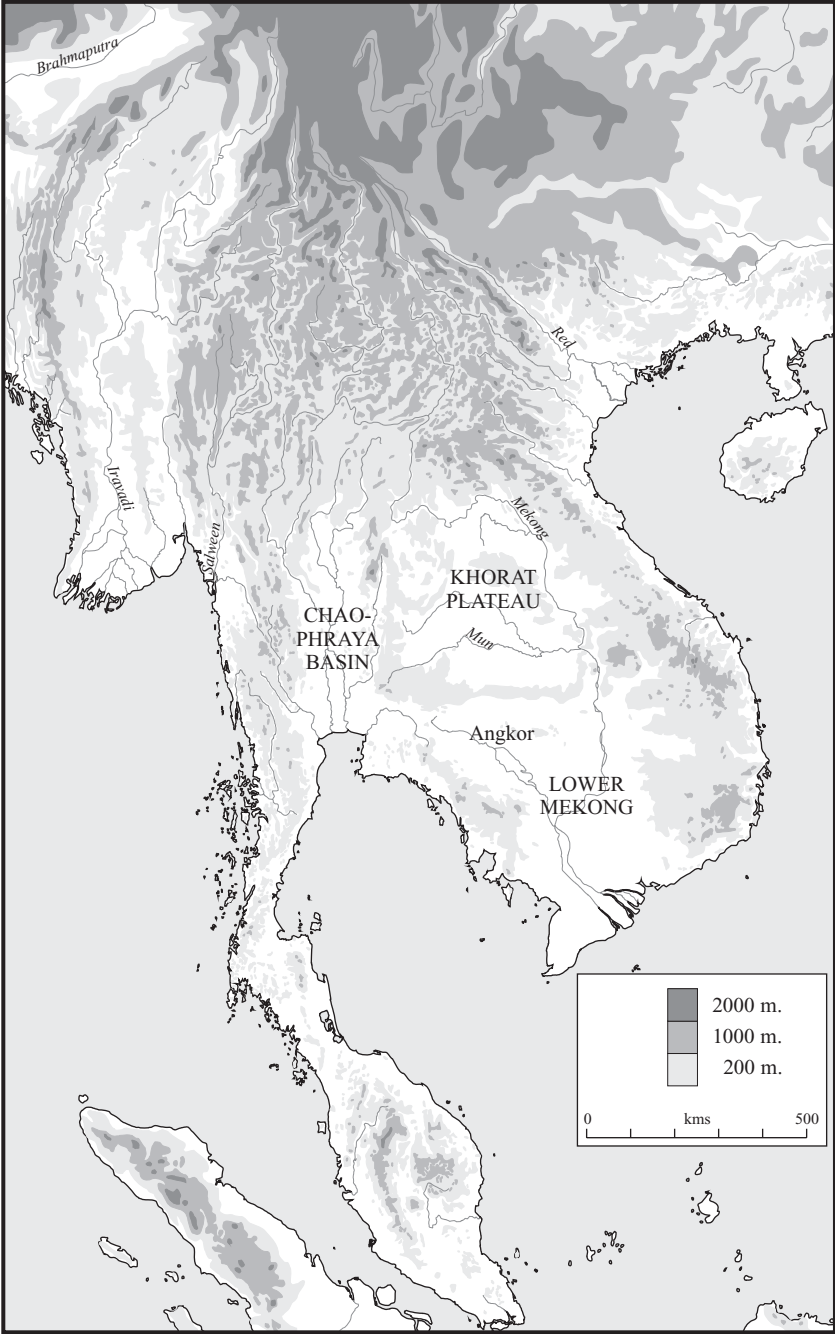 Brahmaputra
Red
Iravadi
Salween
Mekong
KHORAT
PLATEAU
CHAO-
PHRAYA
BASIN
Mun
Angkor
LOWER
MEKONG
2000 m.
1000 m.
200 m.
0 kms 500